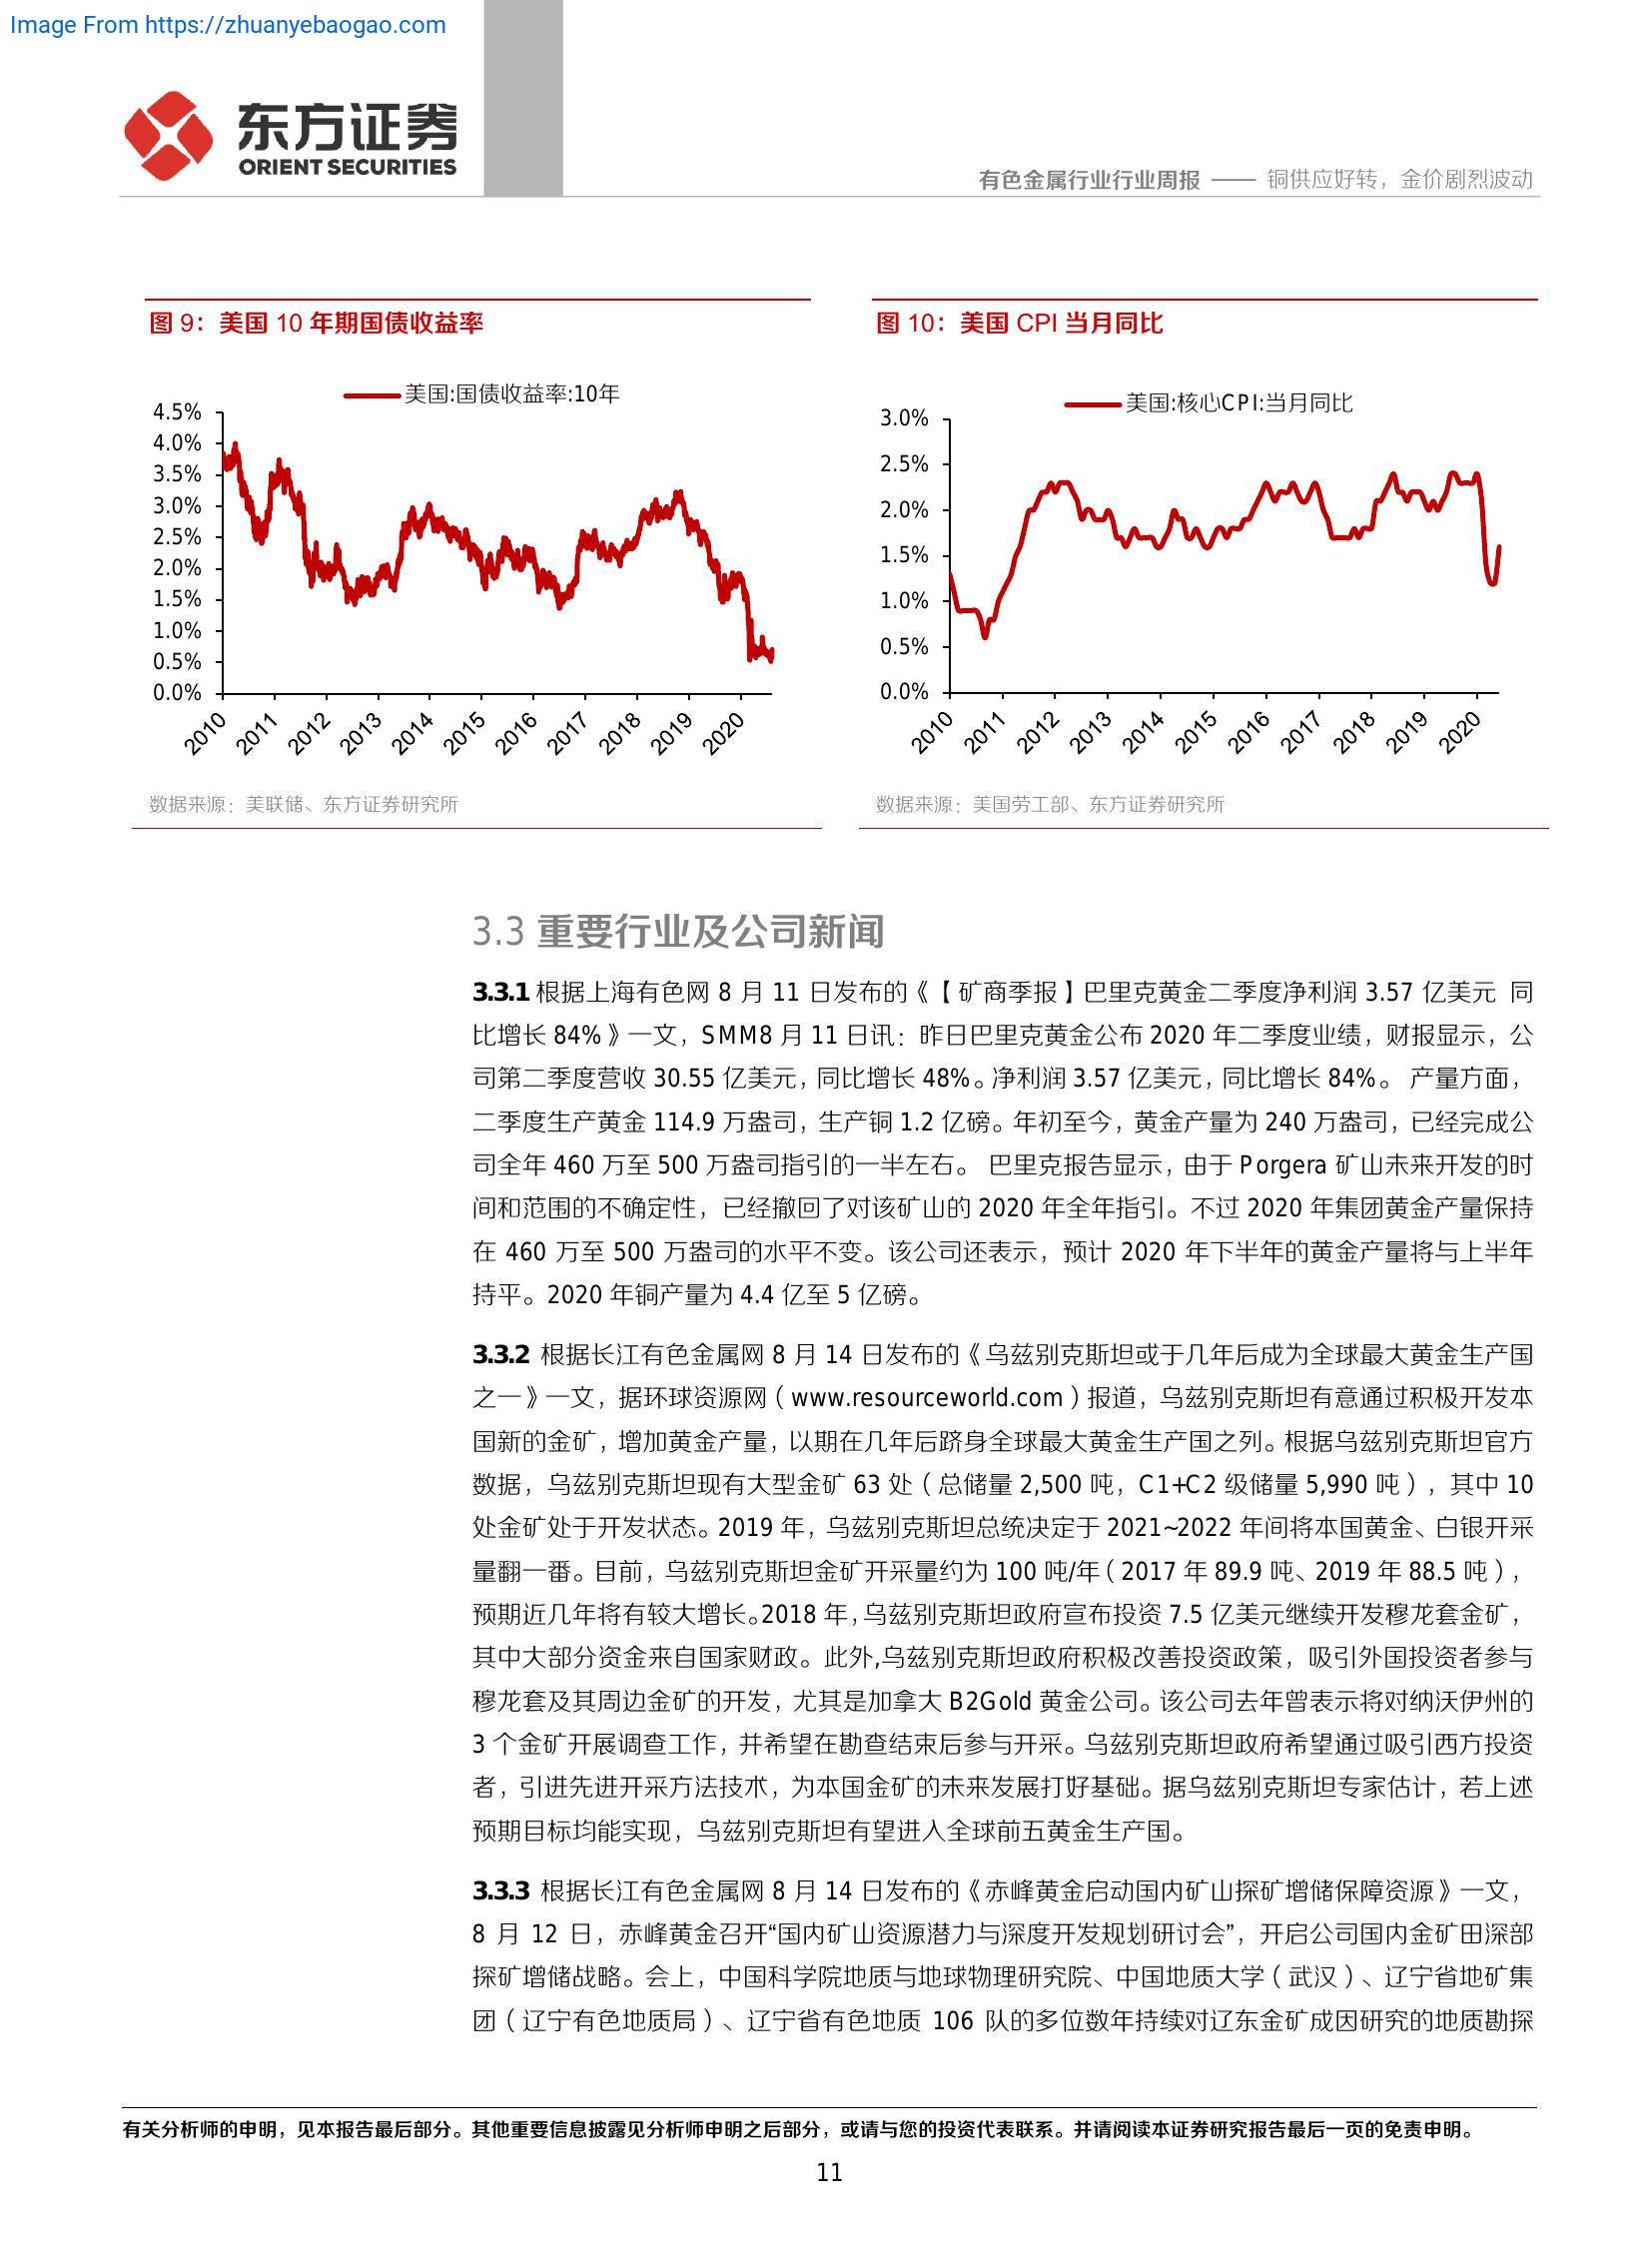 Image From https://zhuanyebaogao.com
东方证券
ORIENT SECURITIES
有色金属行业行业周报 —— 铜供应好转，金价剧烈波动
图 9：美国 10 年期国债收益率
美国:国债收益率:10年
4.5%
4.0%
3.5%
3.0%
2.5%
2.0%
1.5%
1.0%
0.5%
0.0%
2010 2011 2012 2013 2014 2015 2016 2017 2018 2019 2020
数据来源：美联储、东方证券研究所
图 10：美国 CPI 当月同比
美国:核心CPI:当月同比
3.0%
2.5%
2.0%
1.5%
1.0%
0.5%
0.0%
2010 2011 2012 2013 2014 2015 2016 2017 2018 2019 2020
数据来源：美国劳工部、东方证券研究所
3.3 重要行业及公司新闻
3.3.1 根据上海有色网 8 月 11 日发布的《【矿商季报】巴里克黄金二季度净利润 3.57 亿美元 同
比增长 84%》一文，SMM8 月 11 日讯：昨日巴里克黄金公布 2020 年二季度业绩，财报显示，公
司第二季度营收 30.55 亿美元，同比增长 48%。净利润 3.57 亿美元，同比增长 84%。 产量方面，
二季度生产黄金 114.9 万盎司，生产铜 1.2 亿磅。年初至今，黄金产量为 240 万盎司，已经完成公
司全年 460 万至 500 万盎司指引的一半左右。 巴里克报告显示，由于 Porgera 矿山未来开发的时
间和范围的不确定性，已经撤回了对该矿山的 2020 年全年指引。不过 2020 年集团黄金产量保持
在 460 万至 500 万盎司的水平不变。该公司还表示，预计 2020 年下半年的黄金产量将与上半年
持平。2020 年铜产量为 4.4 亿至 5 亿磅。
3.3.2 根据长江有色金属网 8 月 14 日发布的《乌兹别克斯坦或于几年后成为全球最大黄金生产国
之一》一文，据环球资源网（www.resourceworld.com）报道，乌兹别克斯坦有意通过积极开发本
国新的金矿，增加黄金产量，以期在几年后跻身全球最大黄金生产国之列。根据乌兹别克斯坦官方
数据，乌兹别克斯坦现有大型金矿 63 处（总储量 2,500 吨，C1+C2 级储量 5,990 吨），其中 10
处金矿处于开发状态。2019 年，乌兹别克斯坦总统决定于 2021~2022 年间将本国黄金、白银开采
量翻一番。目前，乌兹别克斯坦金矿开采量约为 100 吨/年（2017 年 89.9 吨、2019 年 88.5 吨），
预期近几年将有较大增长。2018 年，乌兹别克斯坦政府宣布投资 7.5 亿美元继续开发穆龙套金矿，
其中大部分资金来自国家财政。此外,乌兹别克斯坦政府积极改善投资政策，吸引外国投资者参与
穆龙套及其周边金矿的开发，尤其是加拿大 B2Gold 黄金公司。该公司去年曾表示将对纳沃伊州的
3 个金矿开展调查工作，并希望在勘查结束后参与开采。乌兹别克斯坦政府希望通过吸引西方投资
者，引进先进开采方法技术，为本国金矿的未来发展打好基础。据乌兹别克斯坦专家估计，若上述
预期目标均能实现，乌兹别克斯坦有望进入全球前五黄金生产国。
3.3.3 根据长江有色金属网 8 月 14 日发布的《赤峰黄金启动国内矿山探矿增储保障资源》一文，
8 月 12 日，赤峰黄金召开“国内矿山资源潜力与深度开发规划研讨会”，开启公司国内金矿田深部
探矿增储战略。会上，中国科学院地质与地球物理研究院、中国地质大学（武汉）、辽宁省地矿集
团（辽宁有色地质局）、辽宁省有色地质 106 队的多位数年持续对辽东金矿成因研究的地质勘探
有关分析师的申明，见本报告最后部分。其他重要信息披露见分析师申明之后部分，或请与您的投资代表联系。并请阅读本证券研究报告最后一页的免责申明。
11